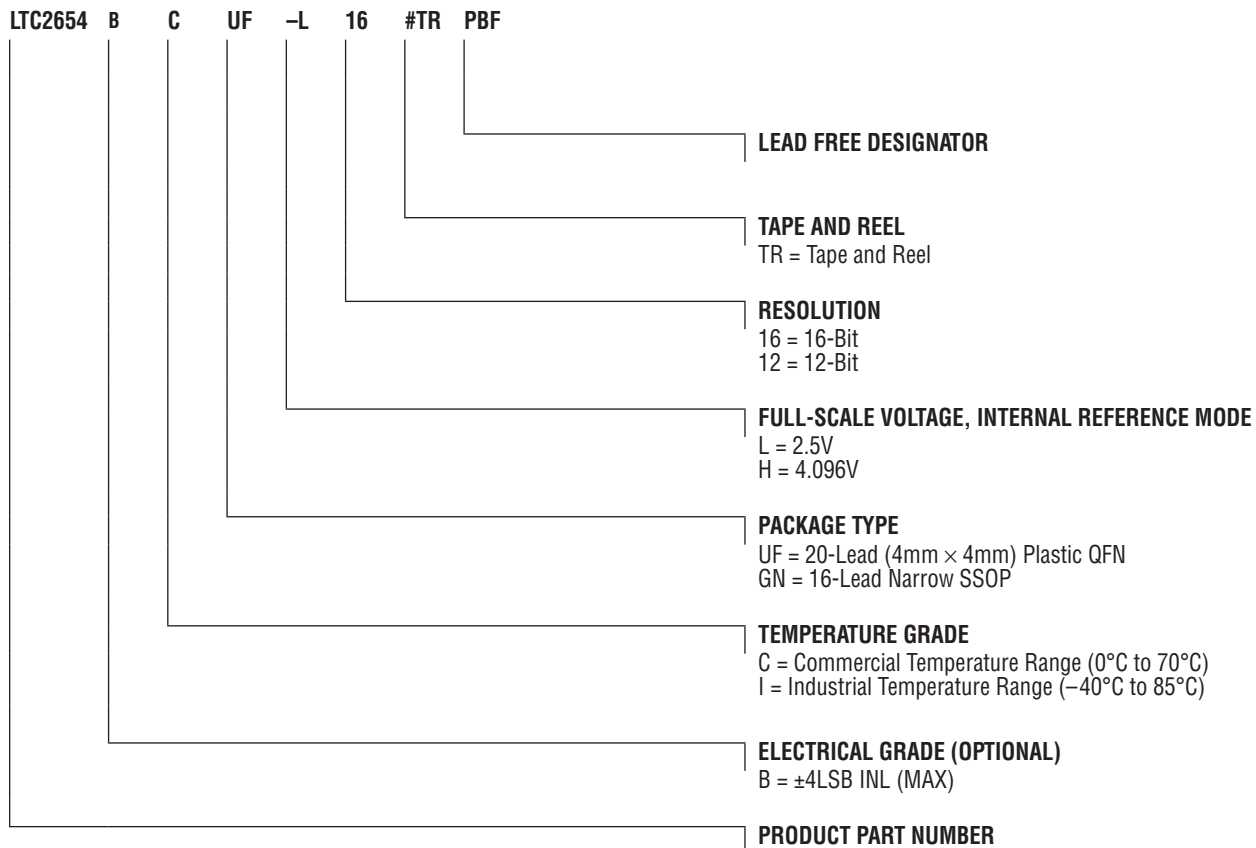 LTC2654 B C UF –L 16 #TR PBF
LEAD FREE DESIGNATOR
TAPE AND REEL
TR = Tape and Reel
RESOLUTION
16 = 16-Bit
12 = 12-Bit
FULL-SCALE VOLTAGE, INTERNAL REFERENCE MODE
L = 2.5V
H = 4.096V
PACKAGE TYPE
UF = 20-Lead (4mm × 4mm) Plastic QFN
GN = 16-Lead Narrow SSOP
TEMPERATURE GRADE
C = Commercial Temperature Range (0°C to 70°C)
I = Industrial Temperature Range (–40°C to 85°C)
ELECTRICAL GRADE (OPTIONAL)
B = ±4LSB INL (MAX)
PRODUCT PART NUMBER